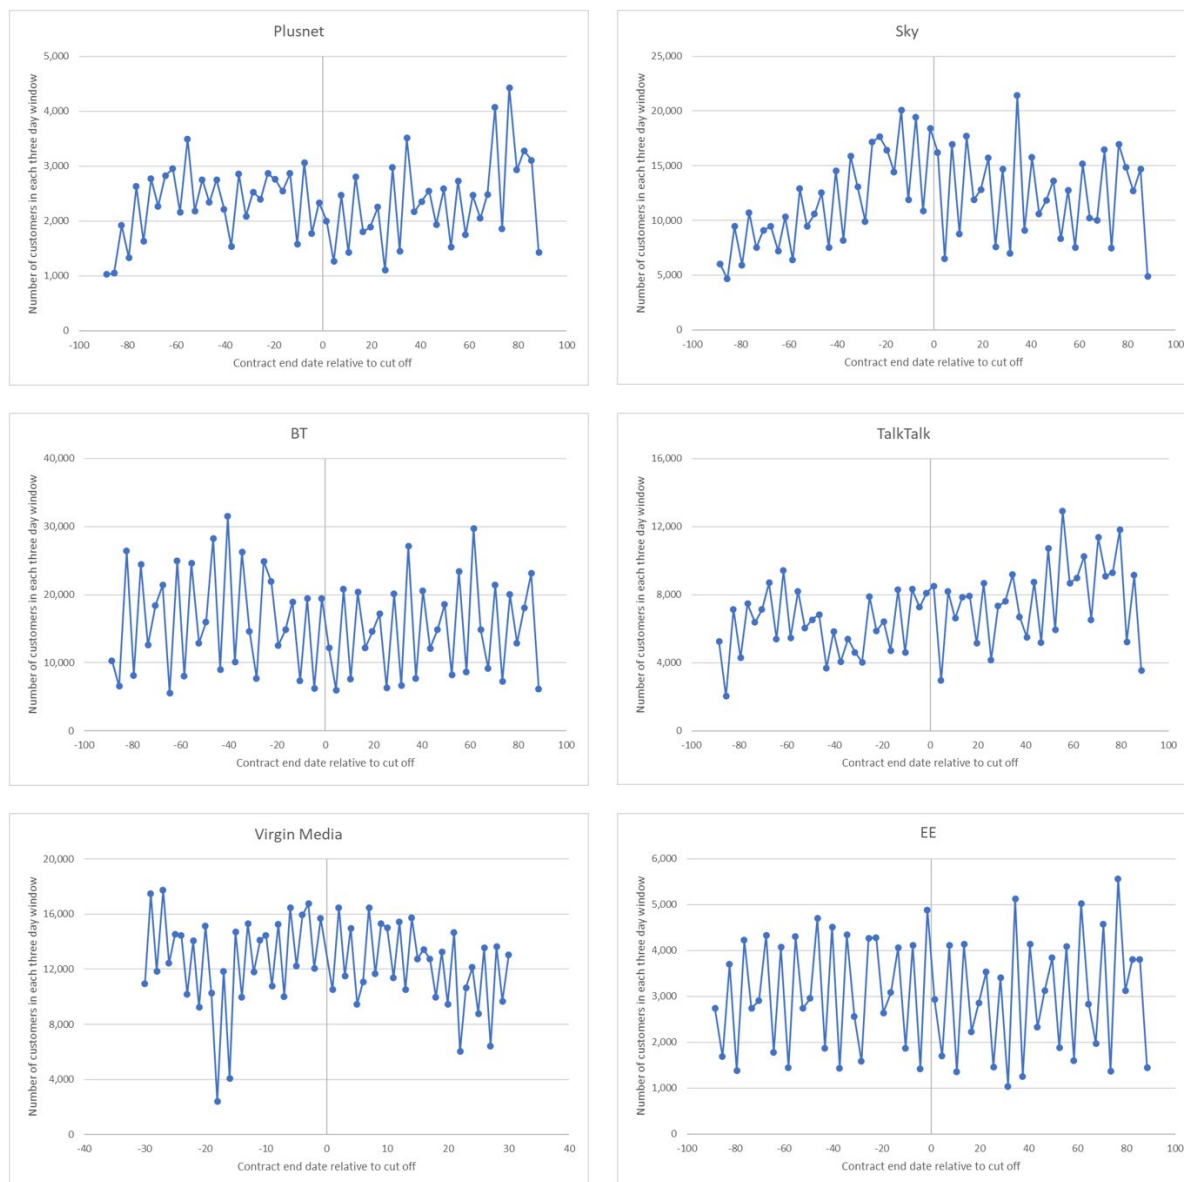 Plusnet
Number of customers in each three day window
5,000
4,000
3,000
2,000
1,000
0
-100 -80 -60 -40 -20 0 20 40 60 80 100
Contract end date relative to cut off
Sky
Number of customers in each three day window
25,000
20,000
15,000
10,000
5,000
0
-100 -80 -60 -40 -20 0 20 40 60 80 100
Contract end date relative to cut off
BT
Number of customers in each three day window
40,000
30,000
20,000
10,000
0
-100 -80 -60 -40 -20 0 20 40 60 80 100
Contract end date relative to cut off
TalkTalk
Number of customers in each three day window
16,000
12,000
8,000
4,000
0
-100 -80 -60 -40 -20 0 20 40 60 80 100
Contract end date relative to cut off
Virgin Media
Number of customers in each three day window
20,000
16,000
12,000
8,000
4,000
0
-40 -30 -20 -10 0 10 20 30 40
Contract end date relative to cut off
EE
Number of customers in each three day window
6,000
5,000
4,000
3,000
2,000
1,000
0
-100 -80 -60 -40 -20 0 20 40 60 80 100
Contract end date relative to cut off